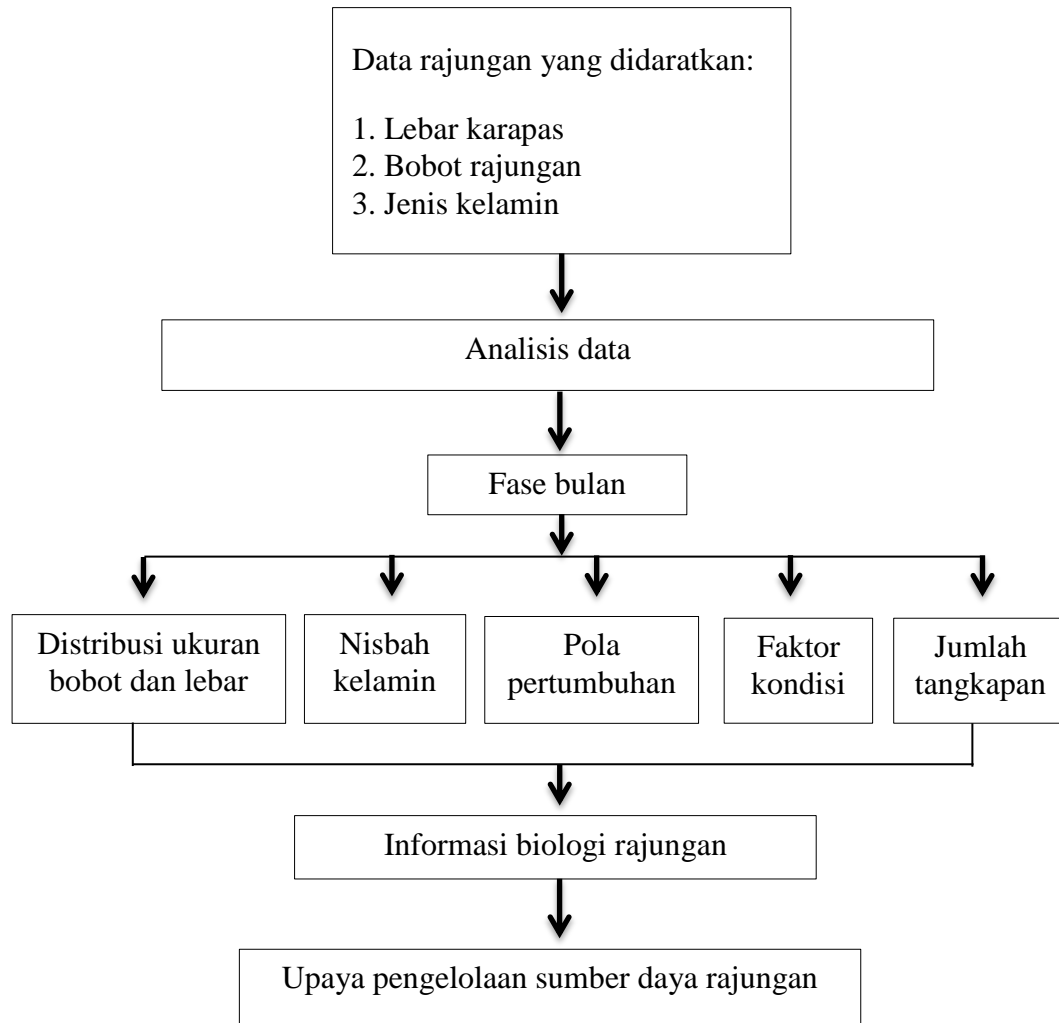 Data rajungan yang didaratkan:
1. Lebar karapas
2. Bobot rajungan
3. Jenis kelamin
Analisis data
Fase bulan
Distribusi ukuran
bobot dan lebar
Nisbah
kelamin
Pola
pertumbuhan
Faktor
kondisi
Jumlah
tangkapan
Informasi biologi rajungan
Upaya pengelolaan sumber daya rajungan